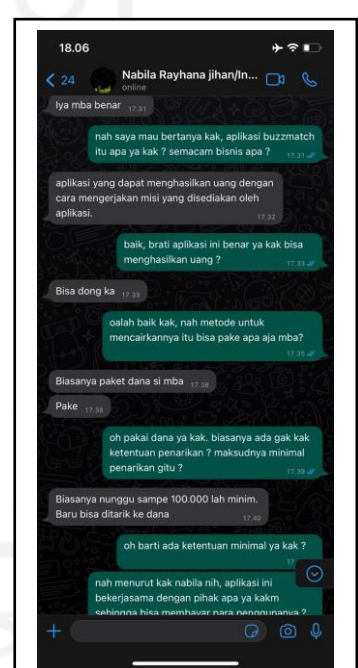 18.06
24
Nabila Rayhana jihan/In...
online
Iya mba benar 17.31
nah saya mau bertanya kak, aplikasi buzzmatch
itu apa ya kak ? semacam bisnis apa ?
17.31
aplikasi yang dapat menghasilkan uang dengan
cara mengerjakan misi yang disediakan oleh
aplikasi.
17.32
baik, brati aplikasi ini benar ya kak bisa
menghasilkan uang ?
17.33
Bisa dong ka 17.33
oalah baik kak, nah metode untuk
mencairkannya itu bisa pake apa aja mba?
17.35
Biasanya paket dana si mba 17.38
Pake 17.38
oh pakai dana ya kak. biasanya ada gak kak
ketentuan penarikan ? maksudnya minimal
penarikan gitu ?
17.39
Biasanya nunggu sampe 100.000 lah minim.
Baru bisa ditarik ke dana
17.40
oh barti ada ketentuan minimal ya kak ?
nah menurut kak nabila nih, aplikasi ini
bekerjasama dengan pihak apa ya kakm
sehingga bisa membayar para penggunanya ?